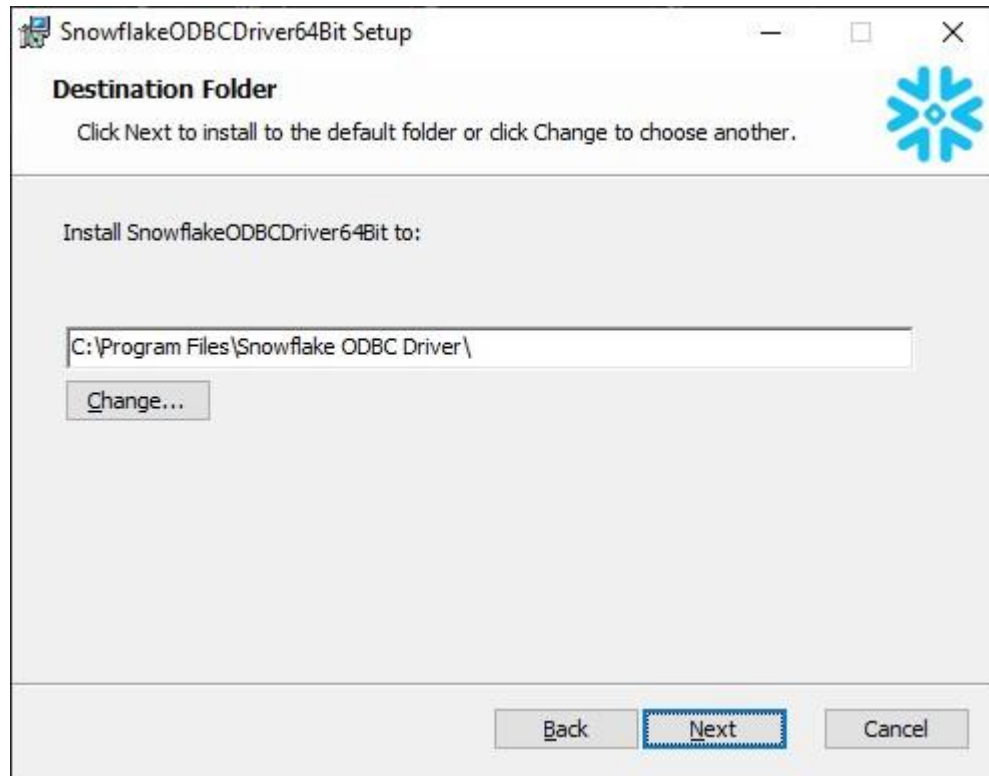 SnowflakeODBCDriver64Bit Setup
Destination Folder
Click Next to install to the default folder or click Change to choose another.
Install SnowflakeODBCDriver64Bit to:
C:\Program Files\Snowflake ODBC Driver\
Change...
Back Next Cancel